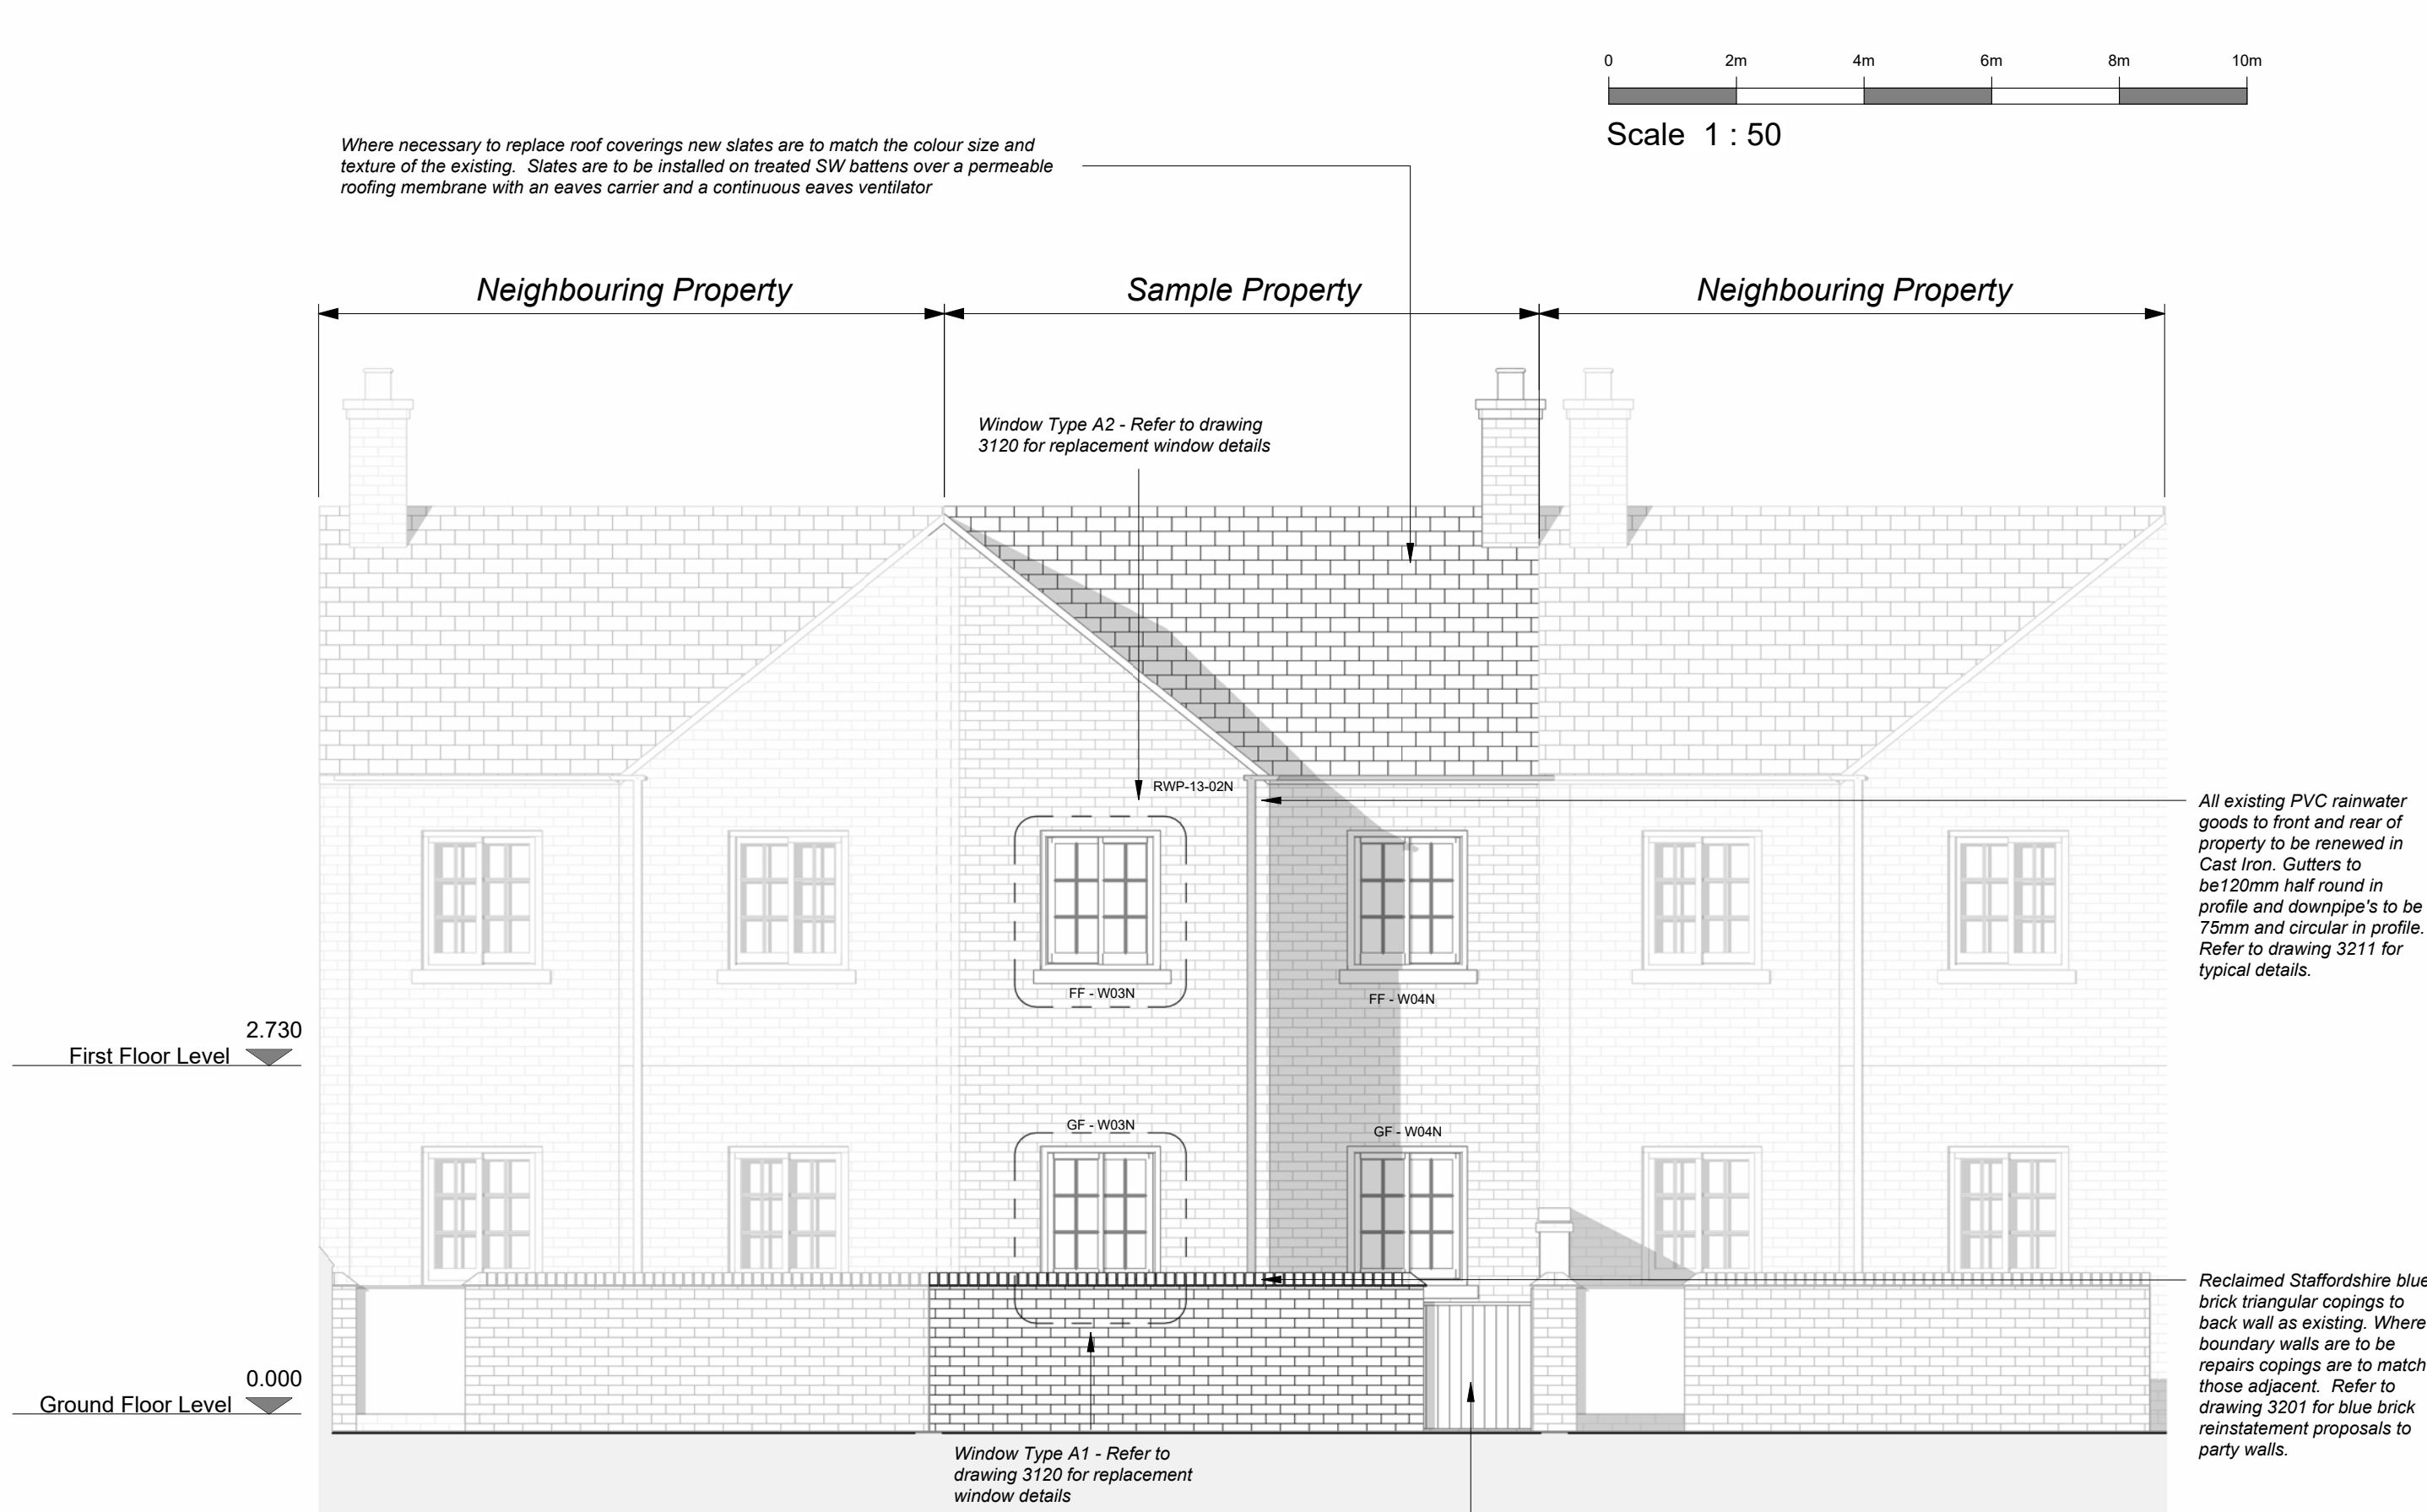 0 2m 4m 6m 8m 10m
Scale 1 : 50
Where necessary to replace roof coverings new slates are to match the colour size and
texture of the existing. Slates are to be installed on treated SW battens over a permeable
roofing membrane with an eaves carrier and a continuous eaves ventilator
Neighbouring Property
Sample Property
Neighbouring Property
Window Type A2 - Refer to drawing
3120 for replacement window details
RWP-13-02N
All existing PVC rainwater
goods to front and rear of
property to be renewed in
Cast Iron. Gutters to
be120mm half round in
profile and downpipe's to be
75mm and circular in profile.
Refer to drawing 3211 for
typical details.
FF - W03N
FF - W04N
2.730
First Floor Level
GF - W03N
GF - W04N
Reclaimed Staffordshire blue
brick triangular copings to
back wall as existing. Where
boundary walls are to be
repairs copings are to match
those adjacent. Refer to
drawing 3201 for blue brick
reinstatement proposals to
party walls.
0.000
Ground Floor Level
Window Type A1 - Refer to
drawing 3120 for replacement
window details